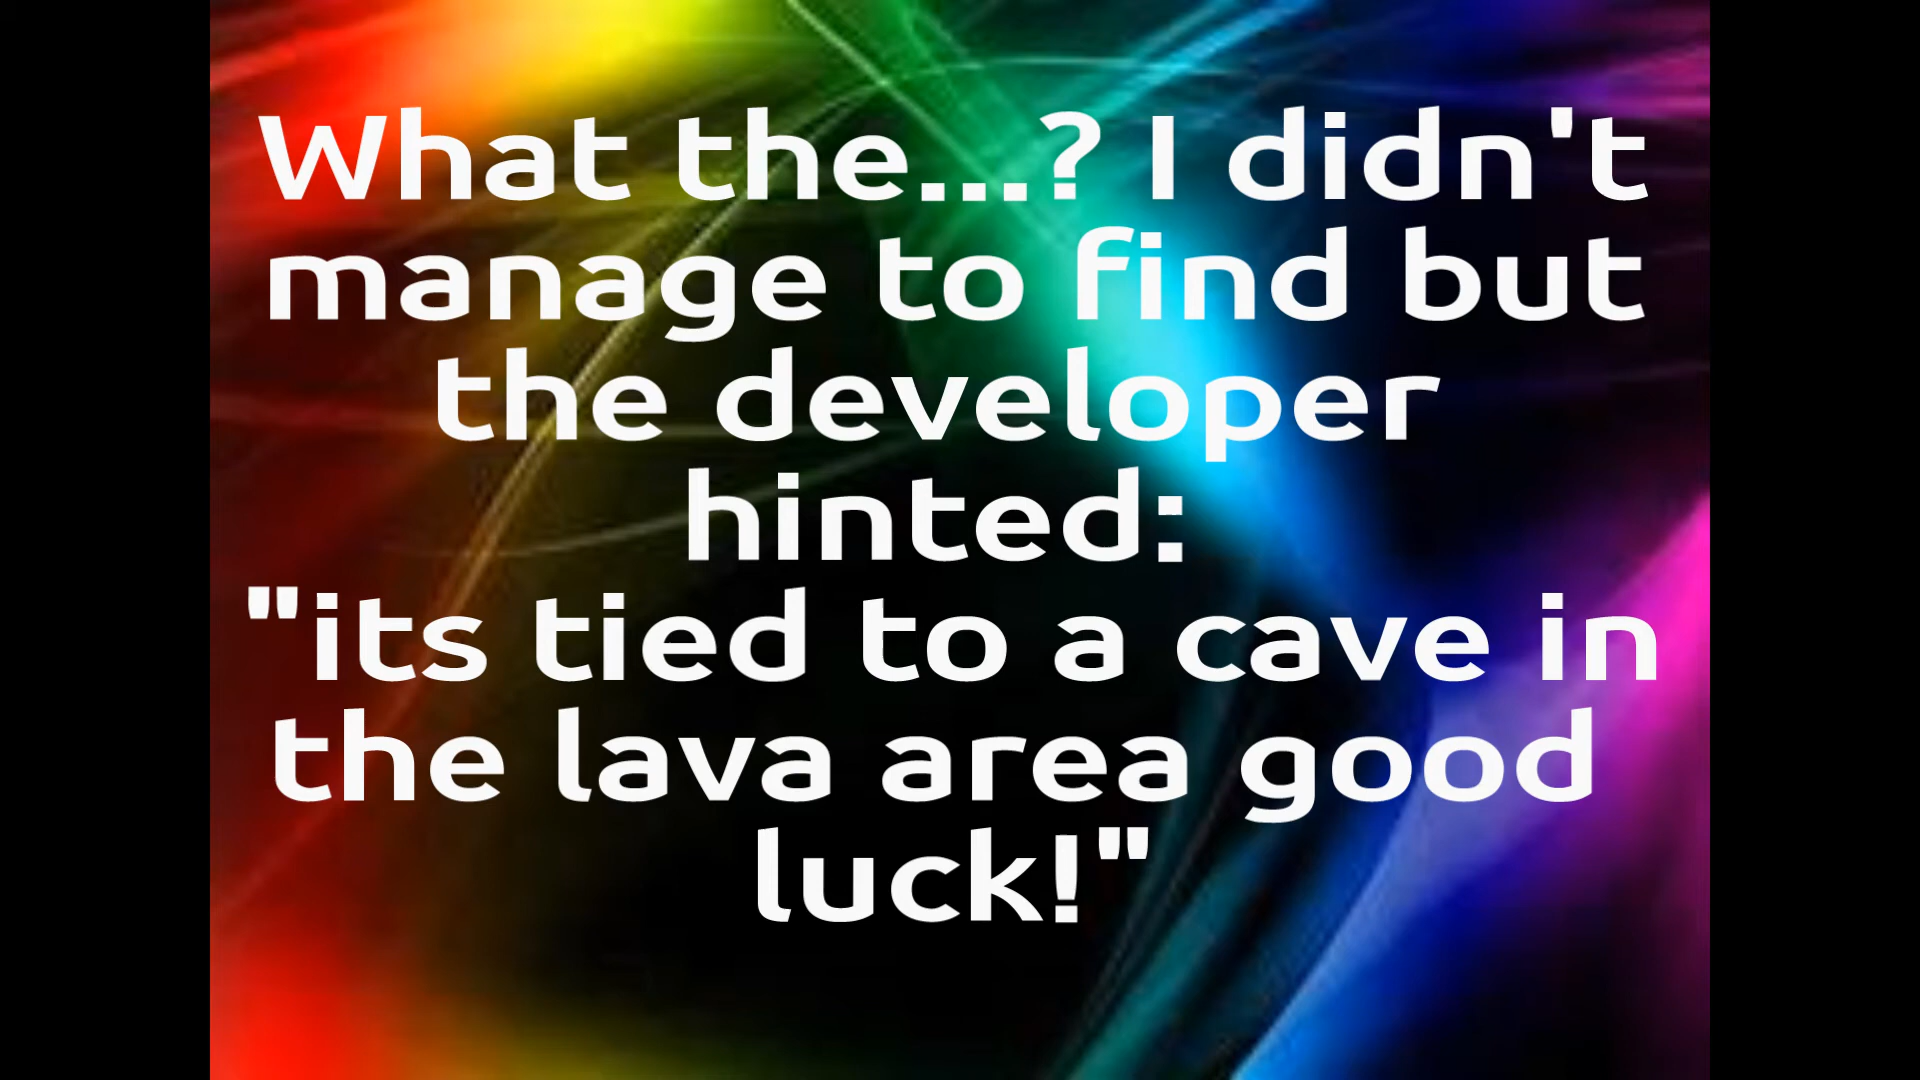 What the...? I didn't
manage to find but
the developer
hinted:
"its tied to a cave in
the lava area good
luck!"